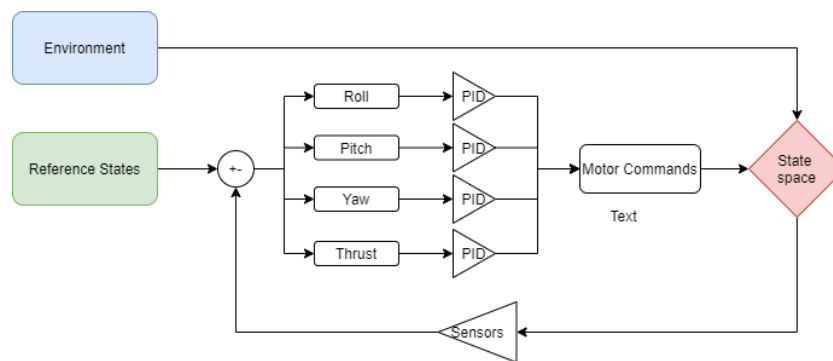 Environment
Reference States
+-
Roll
PID
Pitch
PID
Yaw
PID
Thrust
PID
Motor Commands
Text
State
space
Sensors